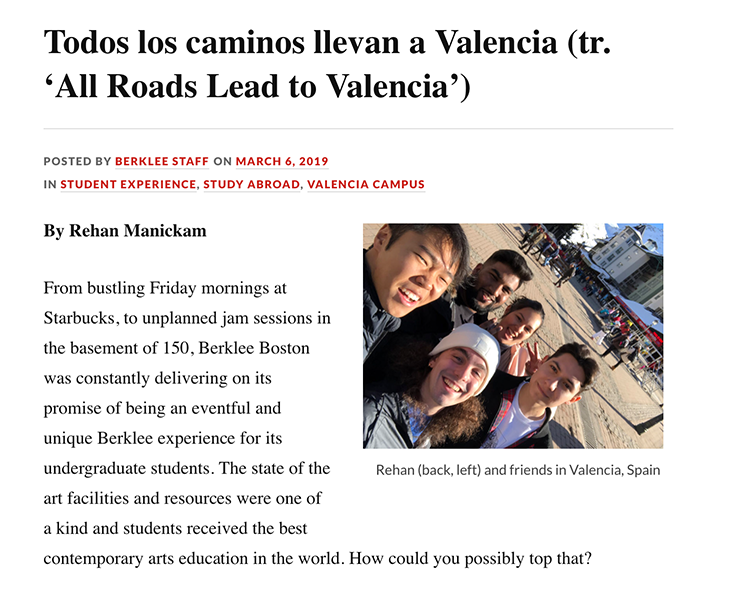 Todos los caminos llevan a Valencia (tr.
‘All Roads Lead to Valencia’)
POSTED BY BERKLEE STAFF ON MARCH 6, 2019
IN STUDENT EXPERIENCE, STUDY ABROAD, VALENCIA CAMPUS
By Rehan Manickam
From bustling Friday mornings at
Starbucks, to unplanned jam sessions in
the basement of 150, Berklee Boston
was constantly delivering on its
promise of being an eventful and
unique Berklee experience for its
undergraduate students. The state of the
art facilities and resources were one of
a kind and students received the best
contemporary arts education in the world. How could you possibly top that?
Rehan (back, left) and friends in Valencia, Spain